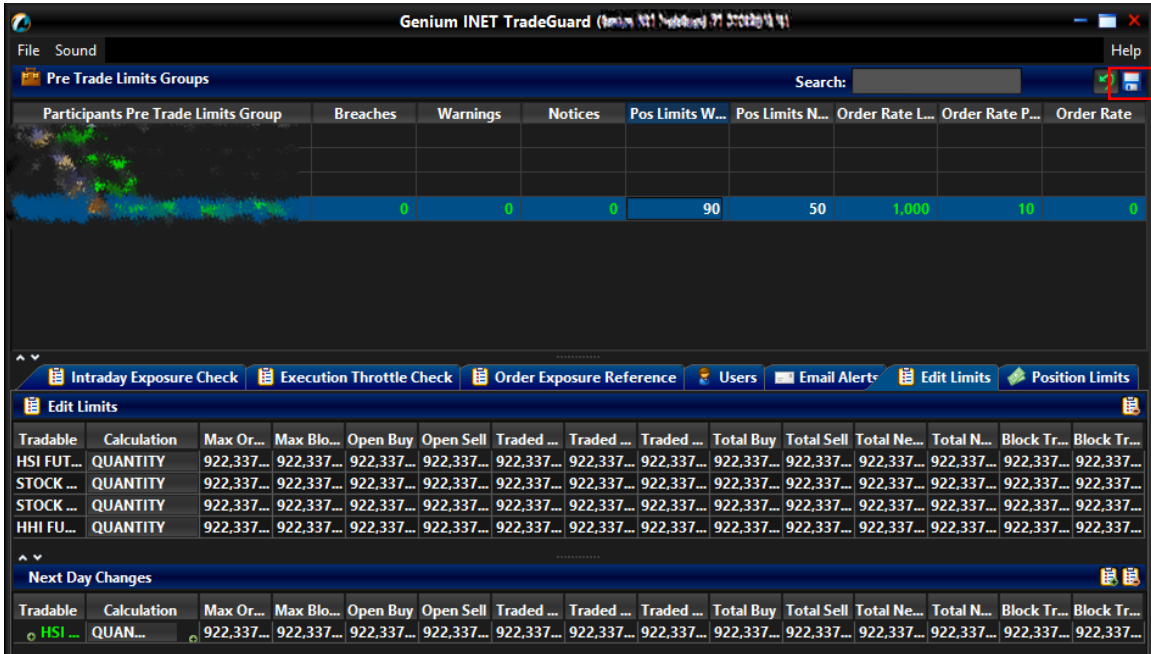 Genium INET TradeGuard (
File Sound Help
Pre Trade Limits Groups Search:
Participants Pre Trade Limits Group Breaches Warnings Notices Pos Limits W... Pos Limits N... Order Rate L... Order Rate P... Order Rate
0 0 0 90 50 1,000 10 0
Intraday Exposure Check Execution Throttle Check Order Exposure Reference Users Email Alerts Edit Limits Position Limits
Edit Limits
Tradable Calculation Max Or... Max Blo... Open Buy Open Sell Traded ... Traded ... Traded ... Total Buy Total Sell Total Ne... Total N... Block Tr... Block Tr...
HSI FUT... QUANTITY 922,337... 922,337... 922,337... 922,337... 922,337... 922,337... 922,337... 922,337... 922,337... 922,337... 922,337... 922,337... 922,337...
STOCK ... QUANTITY 922,337... 922,337... 922,337... 922,337... 922,337... 922,337... 922,337... 922,337... 922,337... 922,337... 922,337... 922,337... 922,337...
STOCK ... QUANTITY 922,337... 922,337... 922,337... 922,337... 922,337... 922,337... 922,337... 922,337... 922,337... 922,337... 922,337... 922,337... 922,337...
HHI FU... QUANTITY 922,337... 922,337... 922,337... 922,337... 922,337... 922,337... 922,337... 922,337... 922,337... 922,337... 922,337... 922,337... 922,337...
Next Day Changes
Tradable Calculation Max Or... Max Blo... Open Buy Open Sell Traded ... Traded ... Traded ... Total Buy Total Sell Total Ne... Total N... Block Tr... Block Tr...
HSI ... QUAN... 922,337... 922,337... 922,337... 922,337... 922,337... 922,337... 922,337... 922,337... 922,337... 922,337... 922,337... 922,337... 922,337...